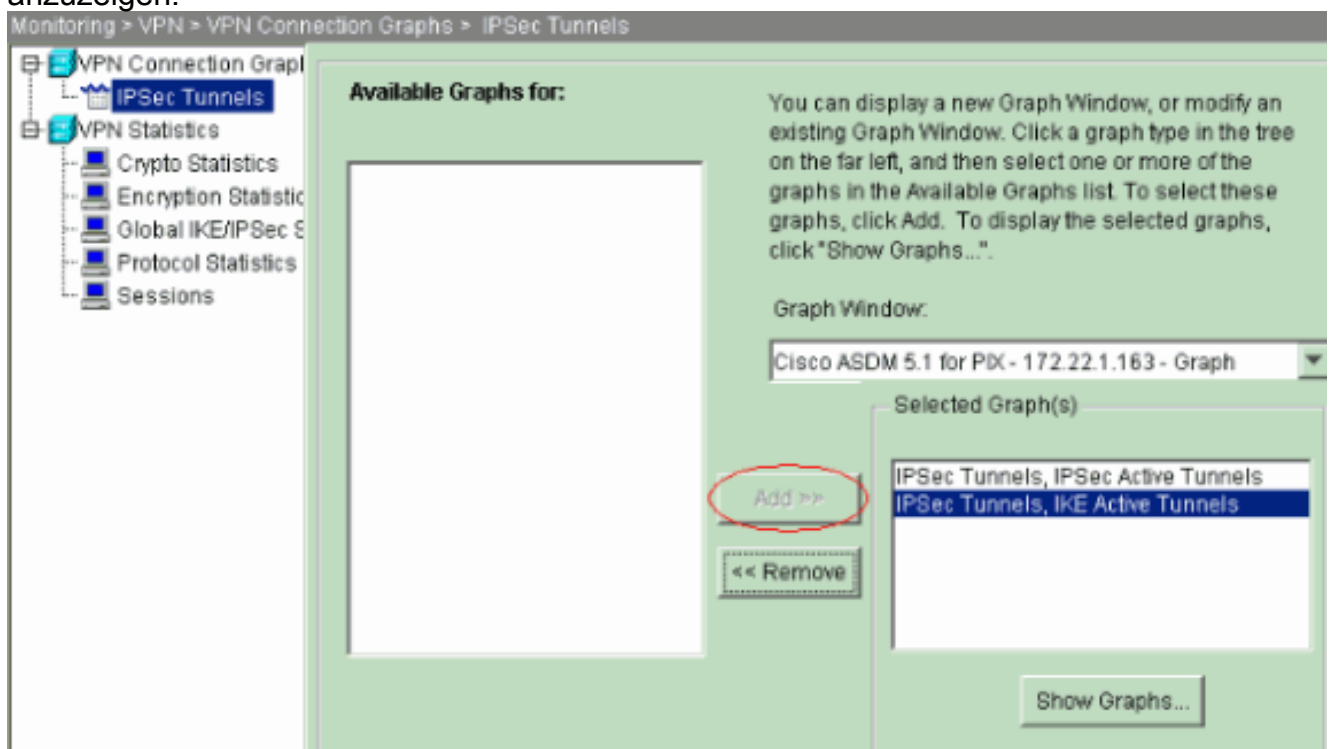 anzuzeigen.
Monitoring > VPN > VPN Connection Graphs > IPSec Tunnels
VPN Connection Grapl
IPSec Tunnels
VPN Statistics
Crypto Statistics
Encryption Statistic
Global IKE/IPSec S
Protocol Statistics
Sessions
Available Graphs for:
You can display a new Graph Window, or modify an
existing Graph Window. Click a graph type in the tree
on the far left, and then select one or more of the
graphs in the Available Graphs list. To select these
graphs, click Add. To display the selected graphs,
click "Show Graphs...".
Graph Window:
Cisco ASDM 5.1 for PIX - 172.22.1.163 - Graph
Add >>
<< Remove
Selected Graph(s)
IPSec Tunnels, IPSec Active Tunnels
IPSec Tunnels, IKE Active Tunnels
Show Graphs...